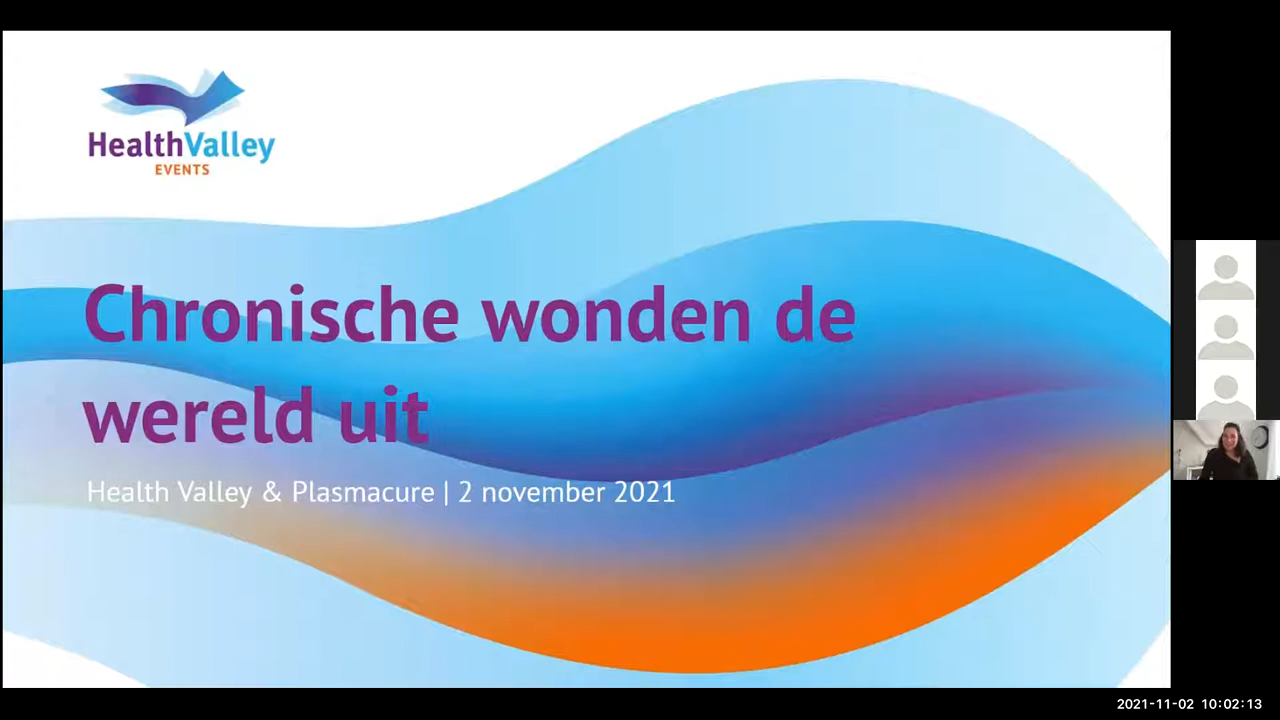 HealthValley
EVENTS
Chronische wonden de
wereld uit
Health Valley & Plasmacure | 2 november 2021
2021-11-02 10:02:13